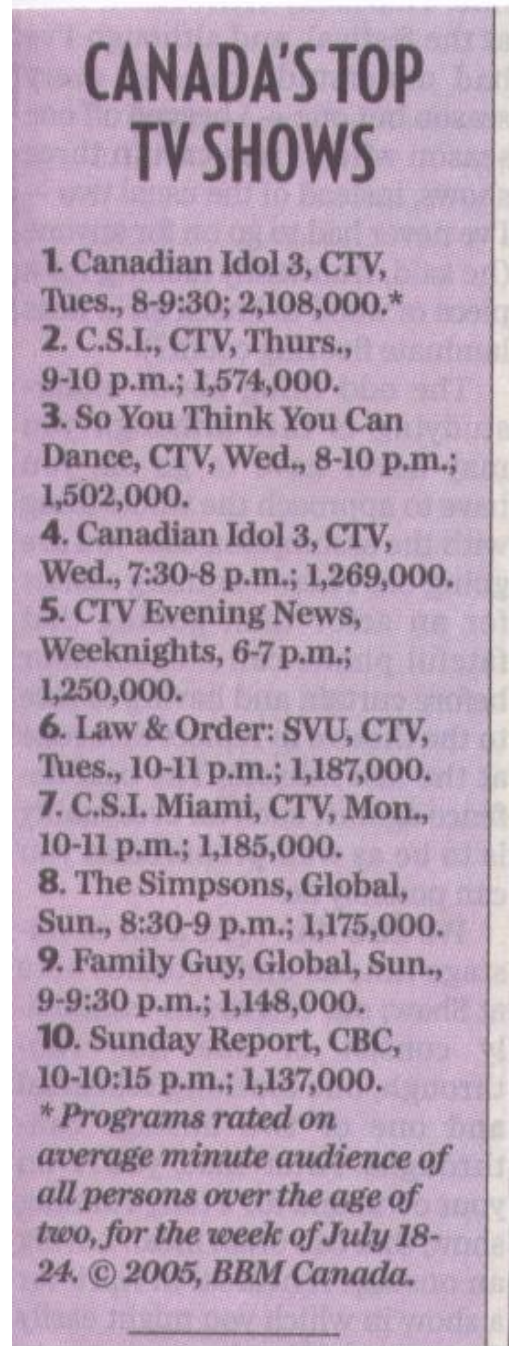 CANADA'S TOP
TV SHOWS
1. Canadian Idol 3, CTV,
Tues., 8-9:30; 2,108,000.*
2. C.S.I., CTV, Thurs.,
9-10 p.m.; 1,574,000.
3. So You Think You Can
Dance, CTV, Wed., 8-10 p.m.;
1,502,000.
4. Canadian Idol 3, CTV,
Wed., 7:30-8 p.m.; 1,269,000.
5. CTV Evening News,
Weeknights, 6-7 p.m.;
1,250,000.
6. Law & Order: SVU, CTV,
Tues., 10-11 p.m.; 1,187,000.
7. C.S.I. Miami, CTV, Mon.,
10-11 p.m.; 1,185,000.
8. The Simpsons, Global,
Sun., 8:30-9 p.m.; 1,175,000.
9. Family Guy, Global, Sun.,
9-9:30 p.m.; 1,148,000.
10. Sunday Report, CBC,
10-10:15 p.m.; 1,137,000.
* Programs rated on
average minute audience of
all persons over the age of
two, for the week of July 18-
24. © 2005, BBM Canada.